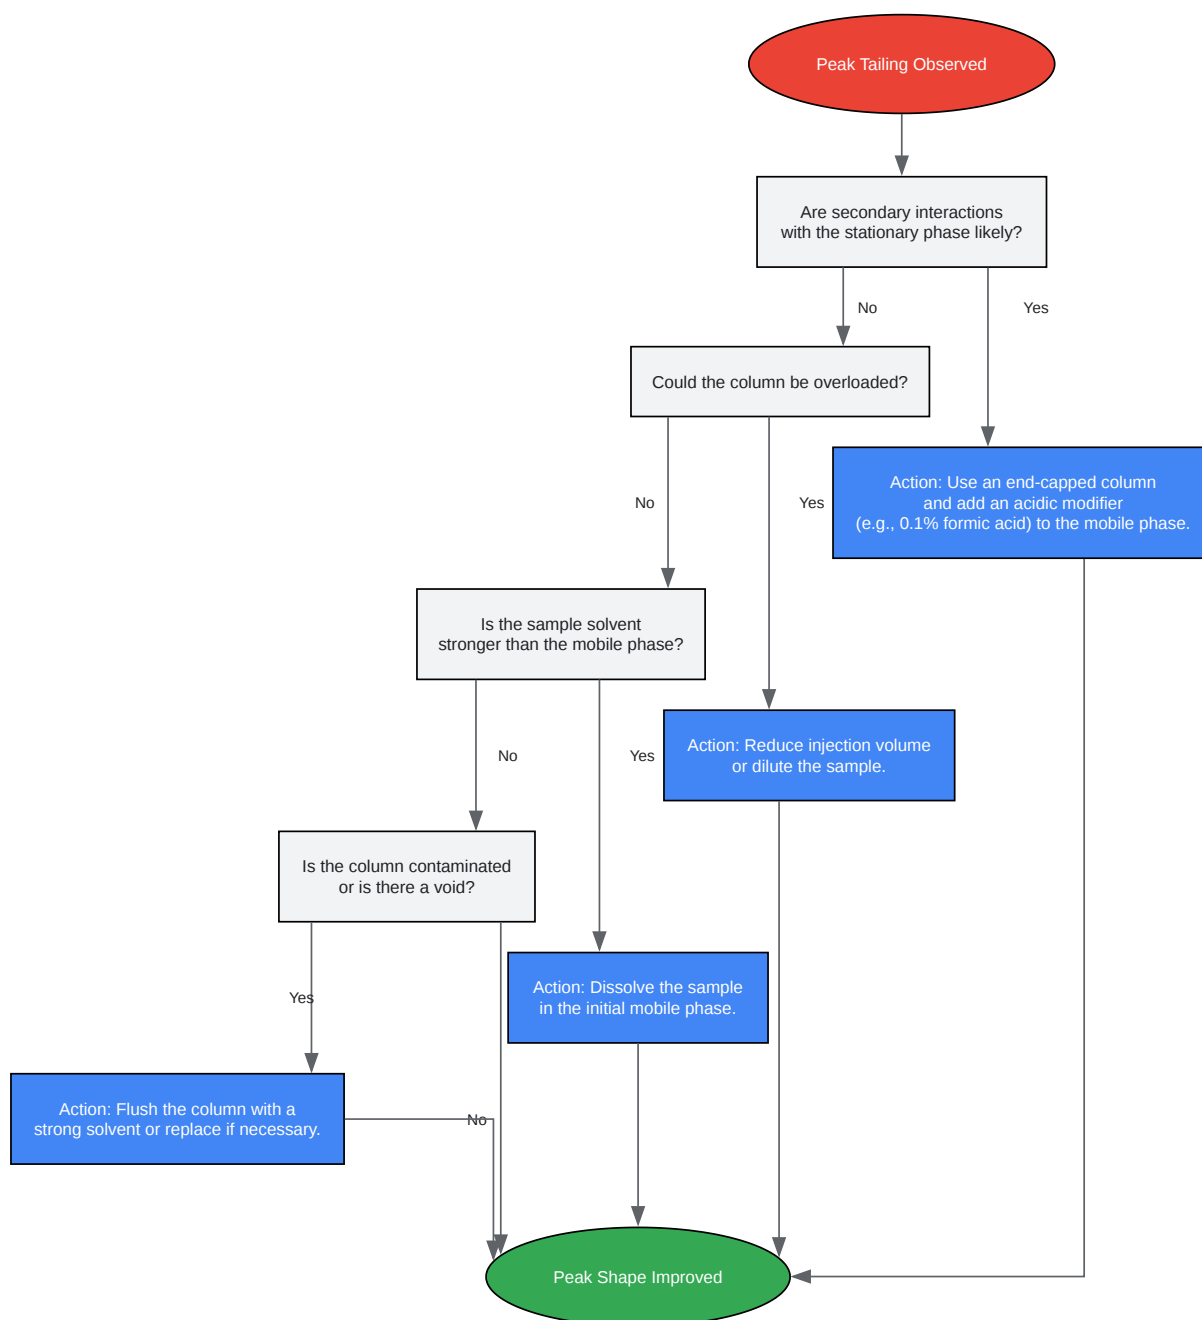 Peak Tailing Observed
Are secondary interactions
with the stationary phase likely?
No
Yes
Could the column be overloaded?
Action: Use an end-capped column
and add an acidic modifier
(e.g., 0.1% formic acid) to the mobile phase.
No
Yes
Is the sample solvent
stronger than the mobile phase?
Action: Reduce injection volume
or dilute the sample.
No
Yes
Is the column contaminated
or is there a void?
Action: Dissolve the sample
in the initial mobile phase.
Yes
Action: Flush the column with a
strong solvent or replace if necessary.
No
Peak Shape Improved